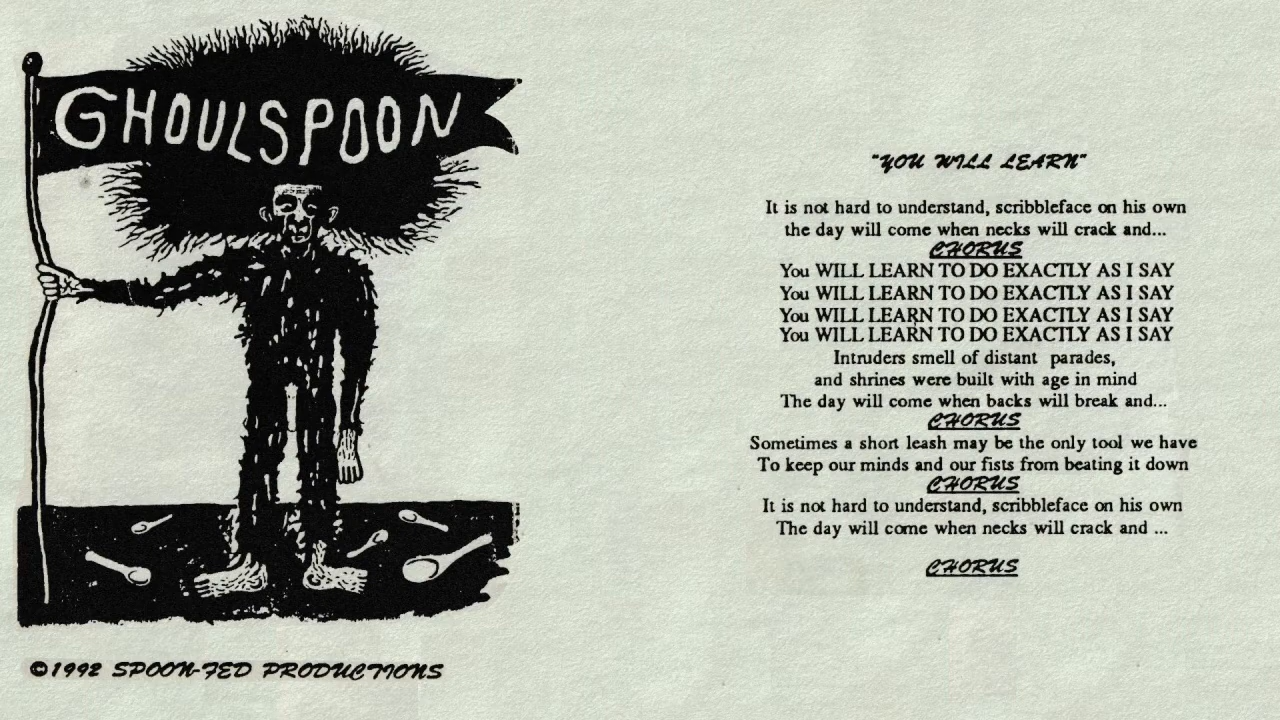 GHOULSPOON
©1992 SPOON-FED PRODUCTIONS
"YOU WILL LEARN"
It is not hard to understand, scribbleface on his own
the day will come when necks will crack and...
CHORUS
You WILL LEARN TO DO EXACTLY AS I SAY
You WILL LEARN TO DO EXACTLY AS I SAY
You WILL LEARN TO DO EXACTLY AS I SAY
You WILL LEARN TO DO EXACTLY AS I SAY
Intruders smell of distant parades,
and shrines were built with age in mind
The day will come when backs will break and...
CHORUS
Sometimes a short leash may be the only tool we have
To keep our minds and our fists from beating it down
CHORUS
It is not hard to understand, scribbleface on his own
The day will come when necks will crack and ...
CHORUS